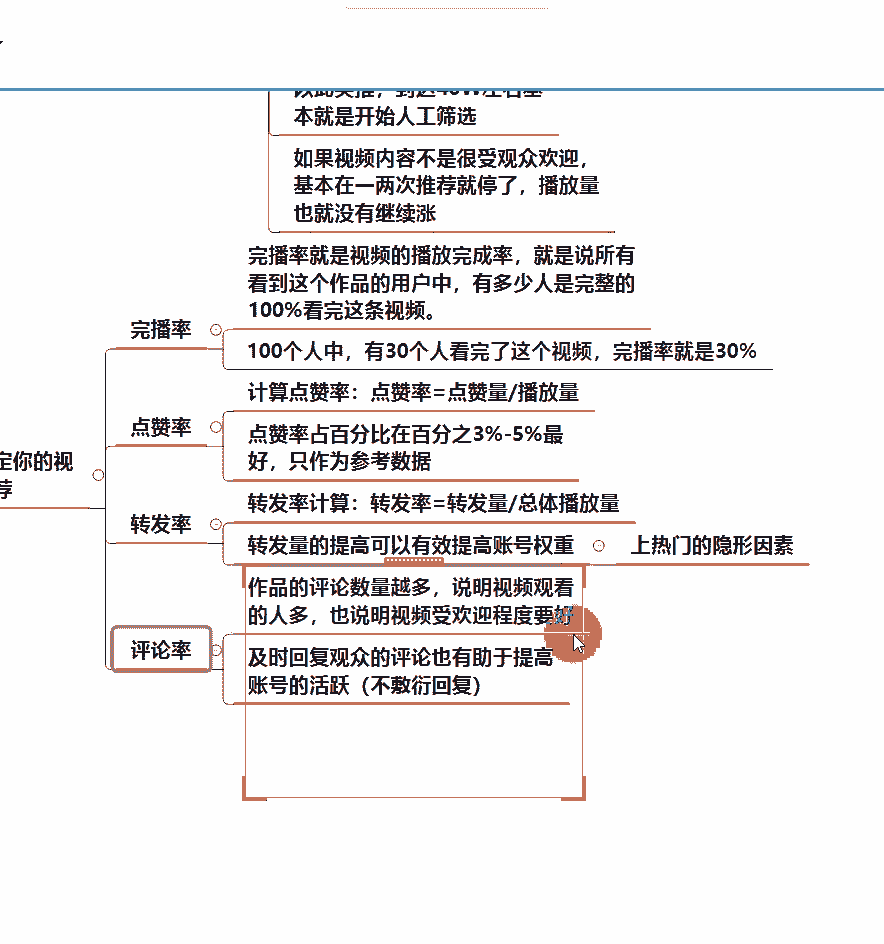 以此类推，到达40W左右基
本就是开始人工筛选
如果视频内容不是很受观众欢迎，
基本在一两次推荐就停了，播放量
也就没有继续涨
完播率就是视频的播放完成率，就是说所有
看到这个作品的用户中，有多少人是完整的
100%看完这条视频。
完播率
100个人中，有30个人看完了这个视频，完播率就是30%
计算点赞率：点赞率=点赞量/播放量
点赞率
点赞率占百分比在百分之3%-5%最
好，只作为参考数据
定你的视
荐
转发率计算：转发率=转发量/总体播放量
转发率
转发量的提高可以有效提高账号权重
上热门的隐形因素
作品的评论数量越多，说明视频观看
的人多，也说明视频受欢迎程度要好
评论率
及时回复观众的评论也有助于提高
账号的活跃（不敷衍回复）